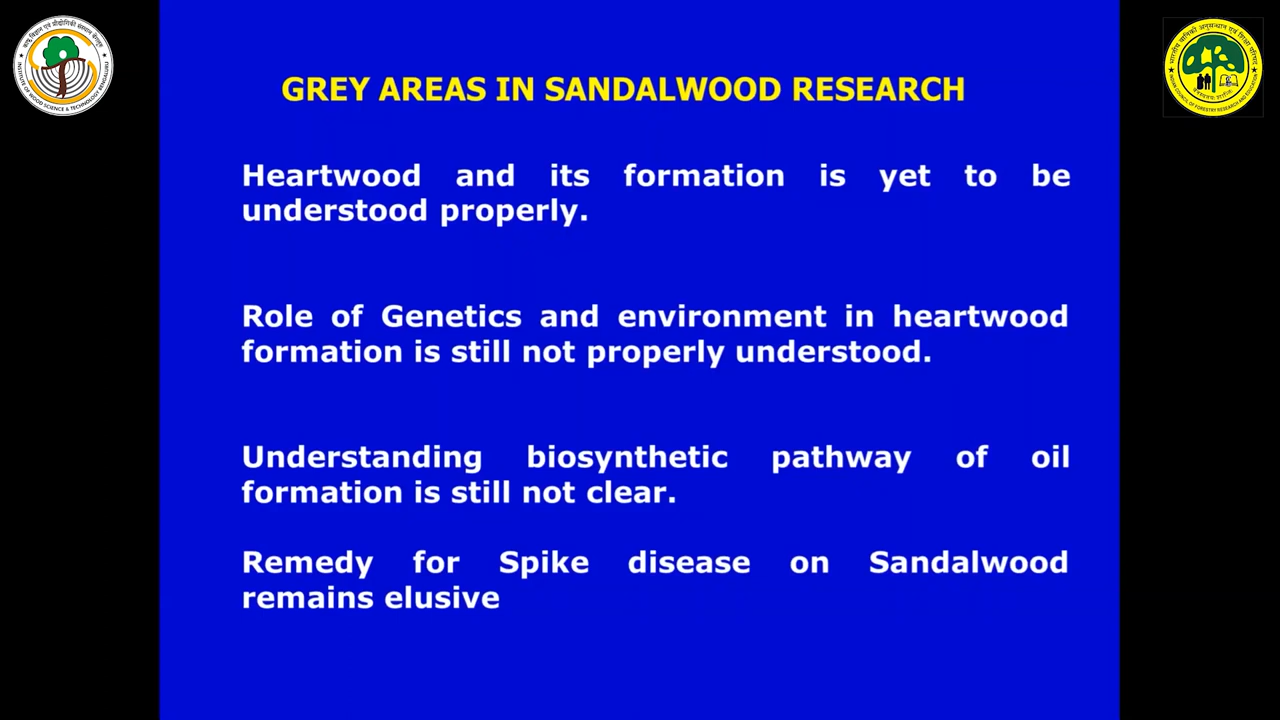 GREY AREAS IN SANDALWOOD RESEARCH
Heartwood and its formation is yet to be
understood properly.
Role of Genetics and environment in heartwood
formation is still not properly understood.
Understanding biosynthetic pathway of oil
formation is still not clear.
Remedy for Spike disease on Sandalwood
remains elusive